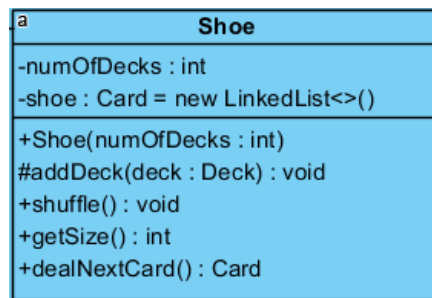 a
Shoe
-numOfDecks : int
-shoe : Card = new LinkedList<>()
+Shoe(numOfDecks : int)
#addDeck(deck : Deck) : void
+shuffle() : void
+getSize() : int
+dealNextCard() : Card